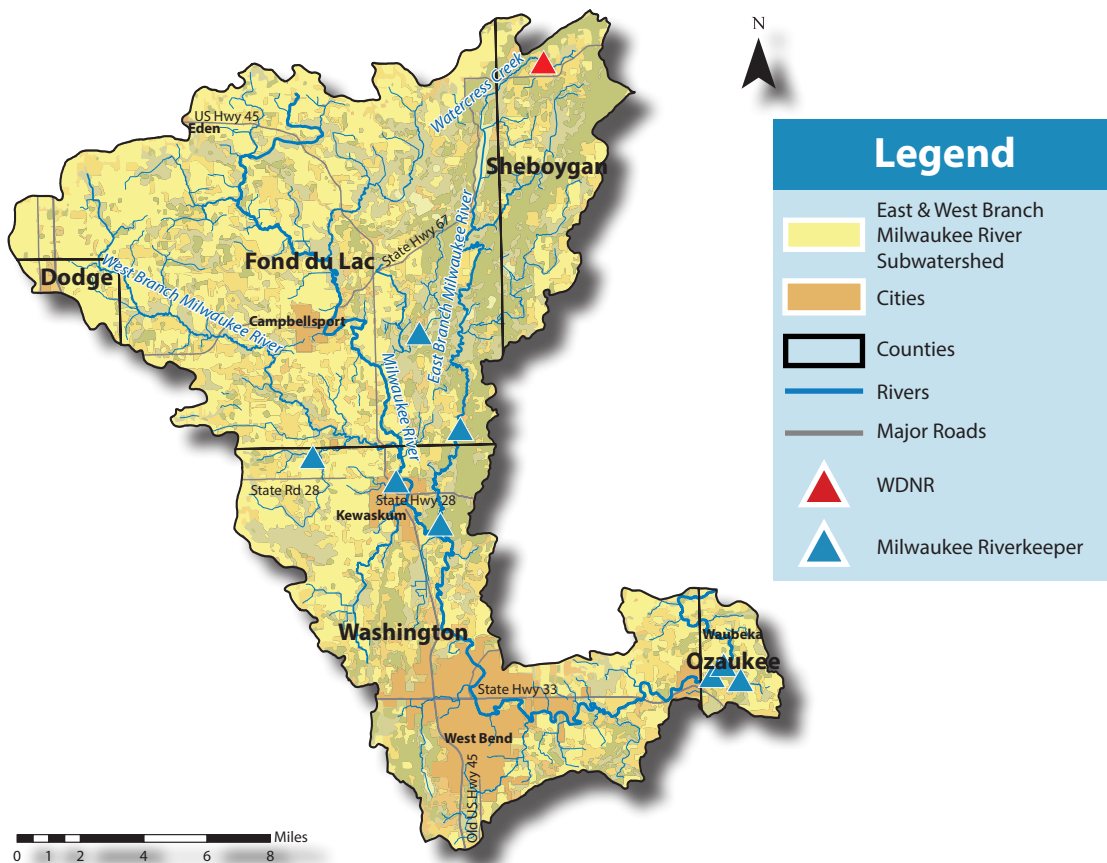 N
Watercress Creek
US Hwy 45
Eden
Sheboygan
State Hwy 67
East Branch Milwaukee River
Fond du Lac
West Branch Milwaukee River
Dodge
Campbellsport
Milwaukee River
State Rd 28
State Hwy 28
Kewaskum
Washington
Waubeka
Ozaukee
State Hwy 33
West Bend
Old US Hwy 45
Miles
0 1 2 4 6 8
Legend
East & West Branch
Milwaukee River
Subwatershed
Cities
Counties
Rivers
Major Roads
WDNR
Milwaukee Riverkeeper